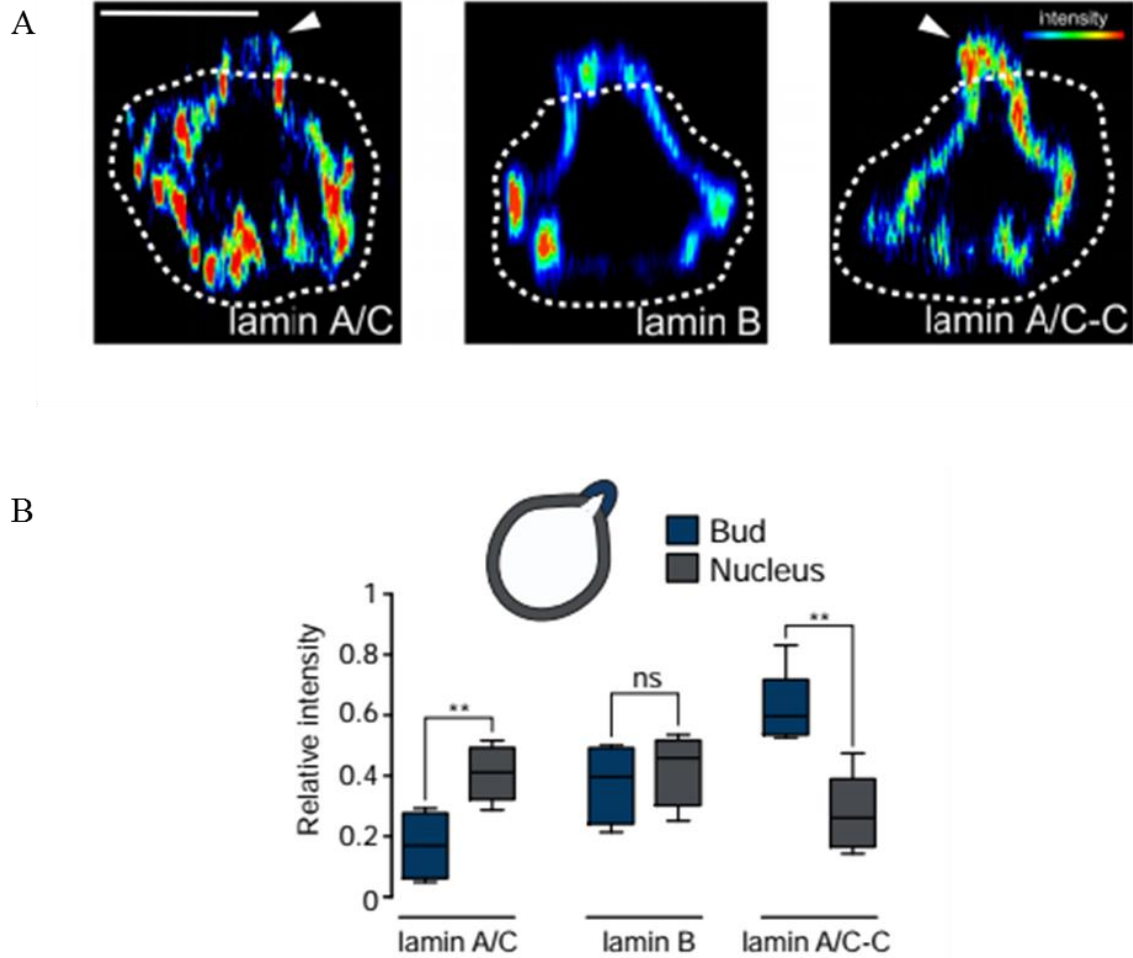 A
intensity
lamin A/C
lamin B
lamin A/C-C
B
Bud
Nucleus
Relative intensity
1
0.8
0.6
0.4
0.2
0
**
ns
**
lamin A/C
lamin B
lamin A/C-C